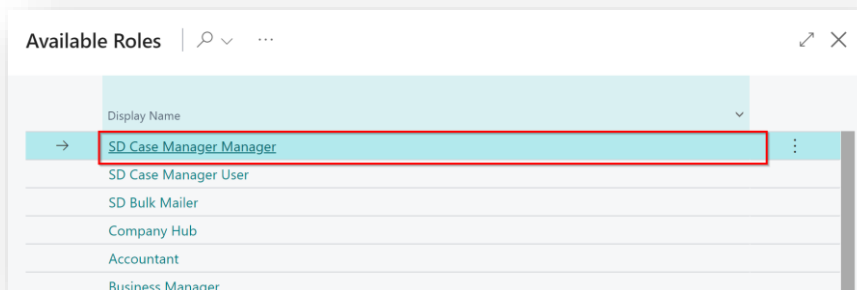 Available Roles
Display Name
SD Case Manager Manager
SD Case Manager User
SD Bulk Mailer
Company Hub
Accountant
Business Manager